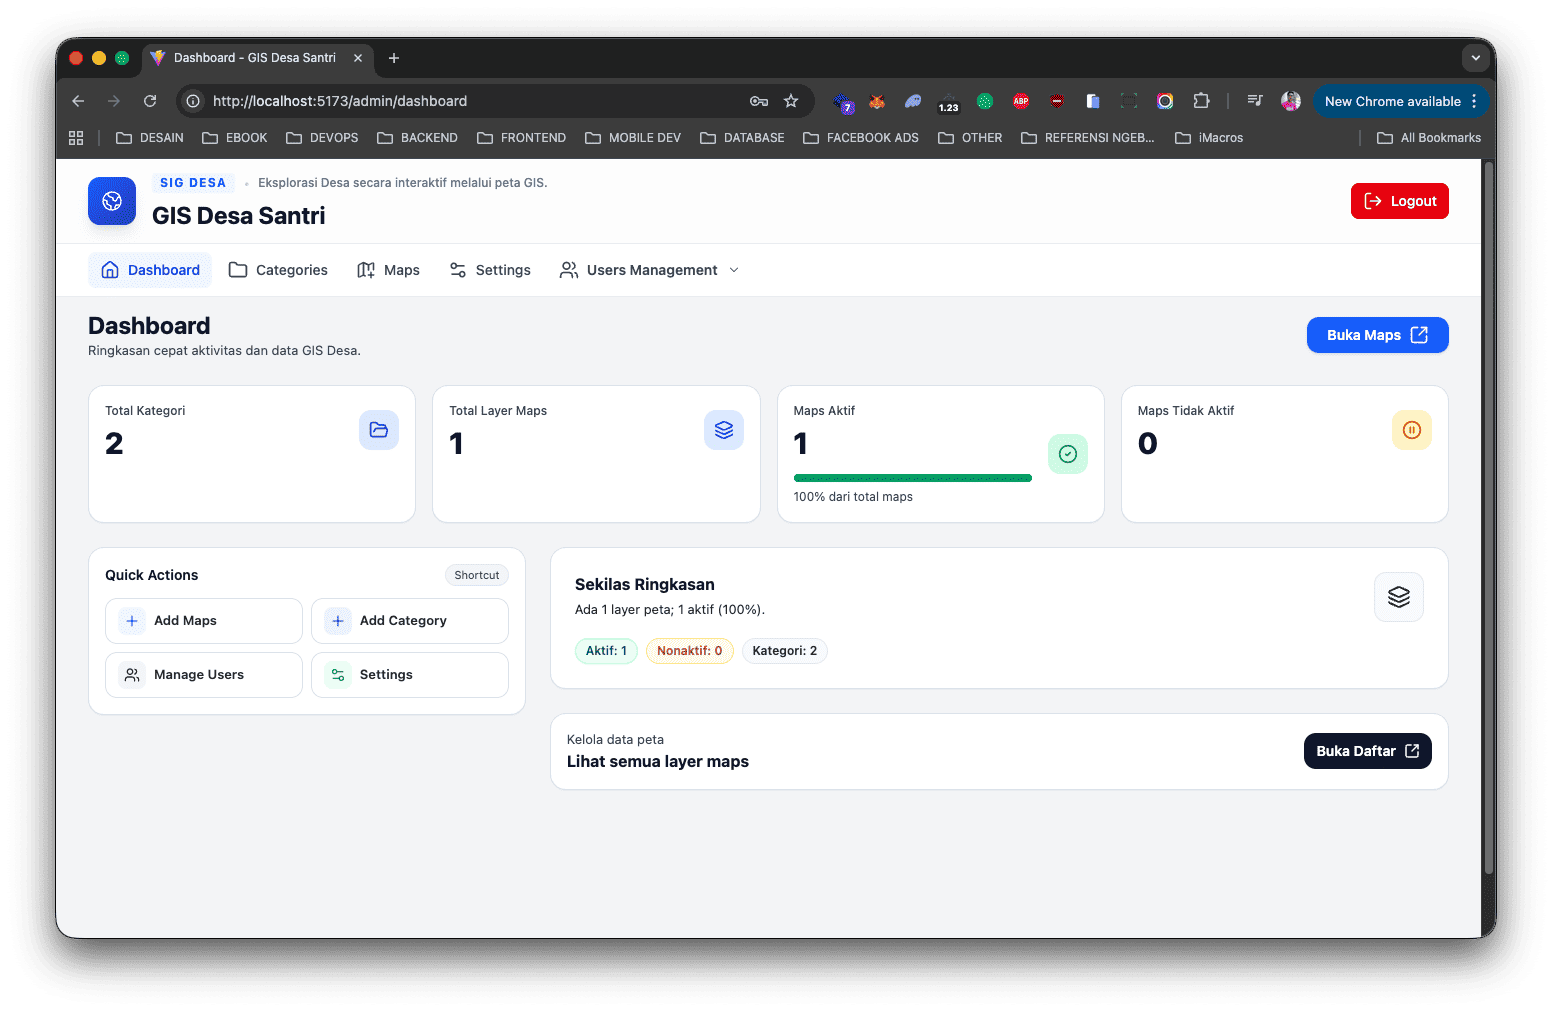 Dashboard - GIS Desa Santri
http://localhost:5173/admin/dashboard
7
1.23
ABP
New Chrome available
DESAIN
EBOOK
DEVOPS
BACKEND
FRONTEND
MOBILE DEV
DATABASE
FACEBOOK ADS
OTHER
REFERENSI NGEB...
iMacros
All Bookmarks
SIG DESA
Eksplorasi Desa secara interaktif melalui peta GIS.
GIS Desa Santri
Logout
Dashboard
Categories
Maps
Settings
Users Management
Dashboard
Ringkasan cepat aktivitas dan data GIS Desa.
Buka Maps
Total Kategori
2
Total Layer Maps
1
Maps Aktif
1
100% dari total maps
Maps Tidak Aktif
0
Quick Actions
Shortcut
Add Maps
Add Category
Manage Users
Settings
Sekilas Ringkasan
Ada 1 layer peta; 1 aktif (100%).
Aktif: 1
Nonaktif: 0
Kategori: 2
Kelola data peta
Lihat semua layer maps
Buka Daftar